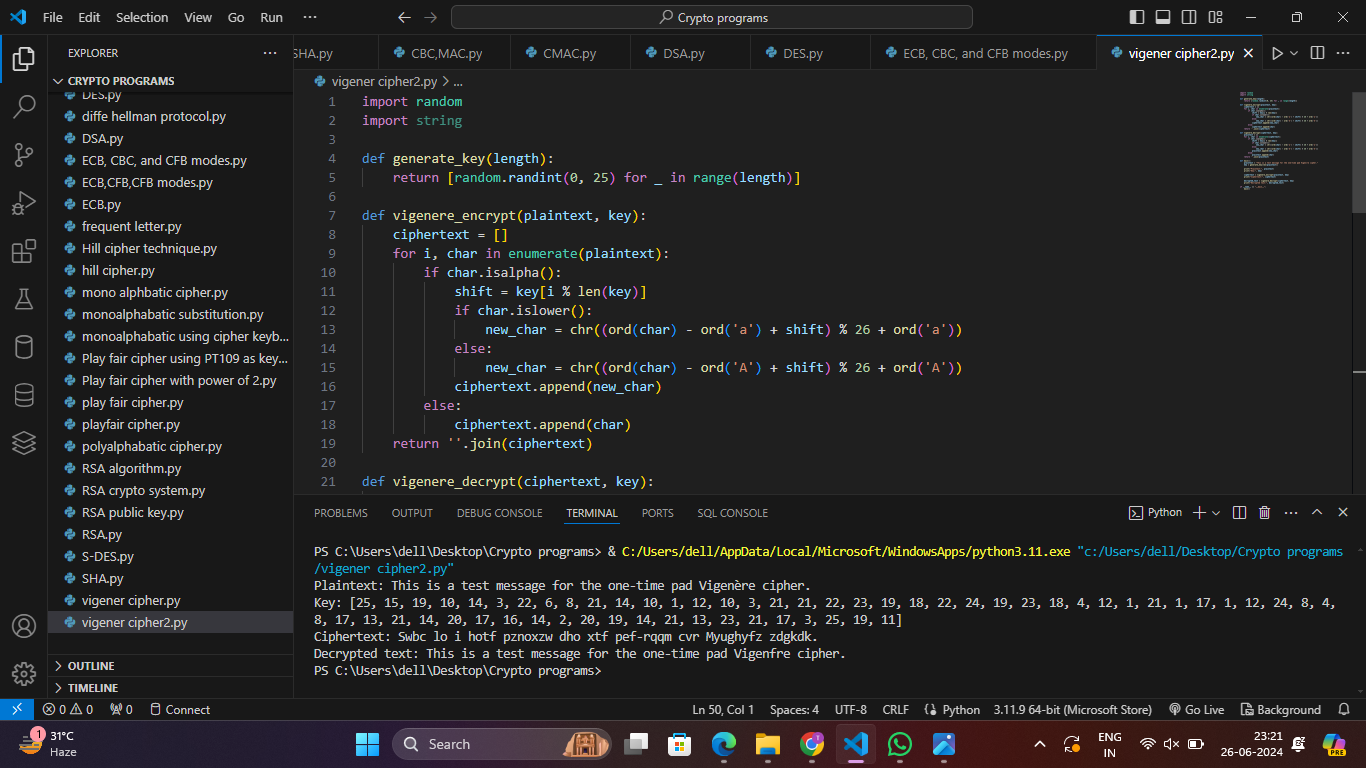 File Edit Selection View Go Run ···
Crypto programs
EXPLORER ···
CRYPTO PROGRAMS
DES.py
diffe hellman protocol.py
DSA.py
ECB, CBC, and CFB modes.py
ECB,CFB,CFB modes.py
ECB.py
frequent letter.py
Hill cipher technique.py
hill cipher.py
mono alphbatic cipher.py
monoalphabatic substitution.py
monoalphabatic using cipher keyb...
Play fair cipher using PT109 as key...
Play fair cipher with power of 2.py
play fair cipher.py
playfair cipher.py
polyalphabatic cipher.py
RSA algorithm.py
RSA crypto system.py
RSA public key.py
RSA.py
S-DES.py
SHA.py
vigener cipher.py
vigener cipher2.py
OUTLINE
TIMELINE
SHA.py CBC,MAC.py CMAC.py DSA.py DES.py ECB, CBC, and CFB modes.py vigener cipher2.py
vigener cipher2.py > ...
1 import random
2 import string
3
4 def generate_key(length):
5     return [random.randint(0, 25) for _ in range(length)]
6
7 def vigenere_encrypt(plaintext, key):
8     ciphertext = []
9     for i, char in enumerate(plaintext):
10         if char.isalpha():
11             shift = key[i % len(key)]
12             if char.islower():
13                 new_char = chr((ord(char) - ord('a') + shift) % 26 + ord('a'))
14             else:
15                 new_char = chr((ord(char) - ord('A') + shift) % 26 + ord('A'))
16             ciphertext.append(new_char)
17         else:
18             ciphertext.append(char)
19     return ''.join(ciphertext)
20
21 def vigenere_decrypt(ciphertext, key):
PROBLEMS OUTPUT DEBUG CONSOLE TERMINAL PORTS SQL CONSOLE
Python
PS C:\Users\dell\Desktop\Crypto programs> & C:/Users/dell/AppData/Local/Microsoft/WindowsApps/python3.11.exe "c:/Users/dell/Desktop/Crypto programs
/vigener cipher2.py"
Plaintext: This is a test message for the one-time pad Vigenère cipher.
Key: [25, 15, 19, 10, 14, 3, 22, 6, 8, 21, 14, 10, 1, 12, 10, 3, 21, 21, 22, 23, 19, 18, 22, 24, 19, 23, 18, 4, 12, 1, 21, 1, 17, 1, 12, 24, 8, 4,
8, 17, 13, 21, 14, 20, 17, 16, 14, 2, 20, 19, 14, 21, 13, 23, 21, 17, 3, 25, 19, 11]
Ciphertext: Swbc lo i hotf pznoxzw dho xtf pef-rqqm cvr Myughyfz zdgkdk.
Decrypted text: This is a test message for the one-time pad Vigenfre cipher.
PS C:\Users\dell\Desktop\Crypto programs>
0 0 0 Connect Ln 50, Col 1 Spaces: 4 UTF-8 CRLF Python 3.11.9 64-bit (Microsoft Store) Go Live Background
1 31°C
Haze
Search
PRE
ENG
IN
23:21
26-06-2024